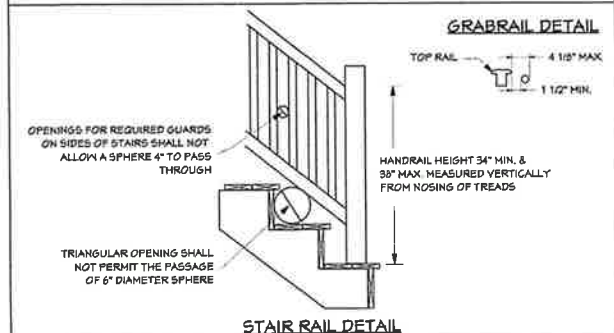 GRABRAIL DETAIL
TOP RAIL
4 1/8" MAX
1 1/2" MIN.
OPENINGS FOR REQUIRED GUARDS
ON SIDES OF STAIRS SHALL NOT
ALLOW A SPHERE 4" TO PASS
THROUGH
HANDRAIL HEIGHT 34" MIN. &
38" MAX. MEASURED VERTICALLY
FROM NOSING OF TREADS
TRIANGULAR OPENING SHALL
NOT PERMIT THE PASSAGE
OF 6" DIAMETER SPHERE
STAIR RAIL DETAIL